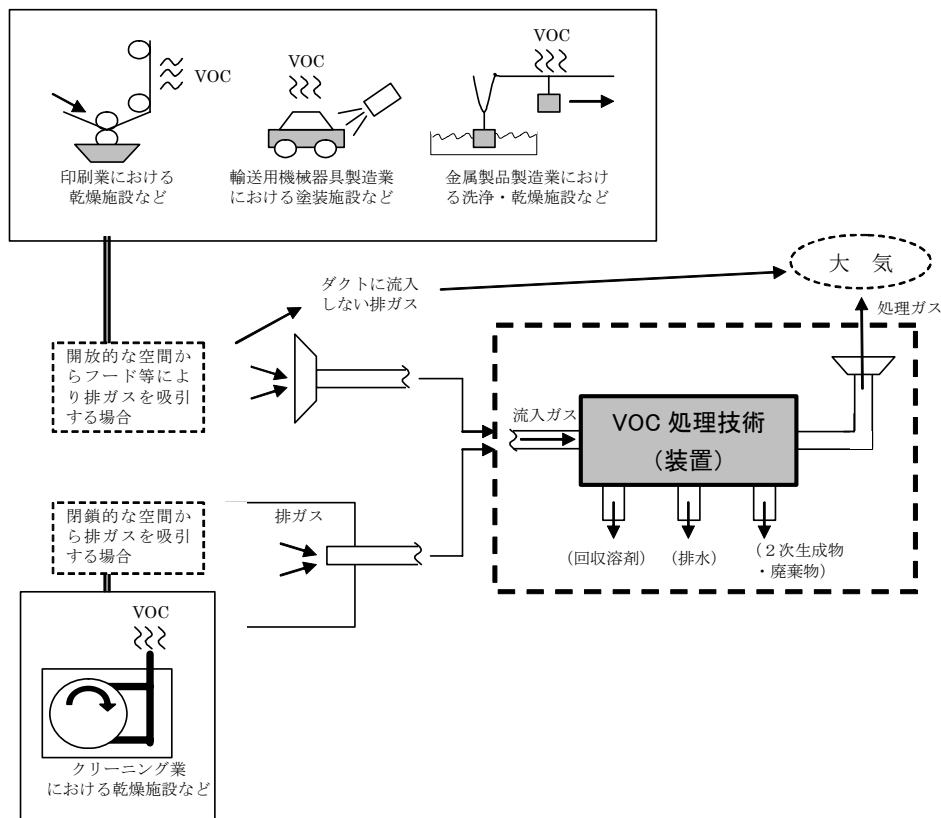 VOC
印刷業における
乾燥施設など
VOC
輸送用機械器具製造業
における塗装施設など
VOC
金属製品製造業におけ
る洗浄・乾燥施設など
ダクトに流入
しない排ガス
大 気
処理ガス
開放的な空間か
らフード等によ
り排ガスを吸引
する場合
流入ガス
VOC 処理技術
（装置）
閉鎖的な空間か
ら排ガスを吸引
する場合
排ガス
（回収溶剤）
（排水）
（２次生成物
・廃棄物）
VOC
クリーニング業
における乾燥施設など